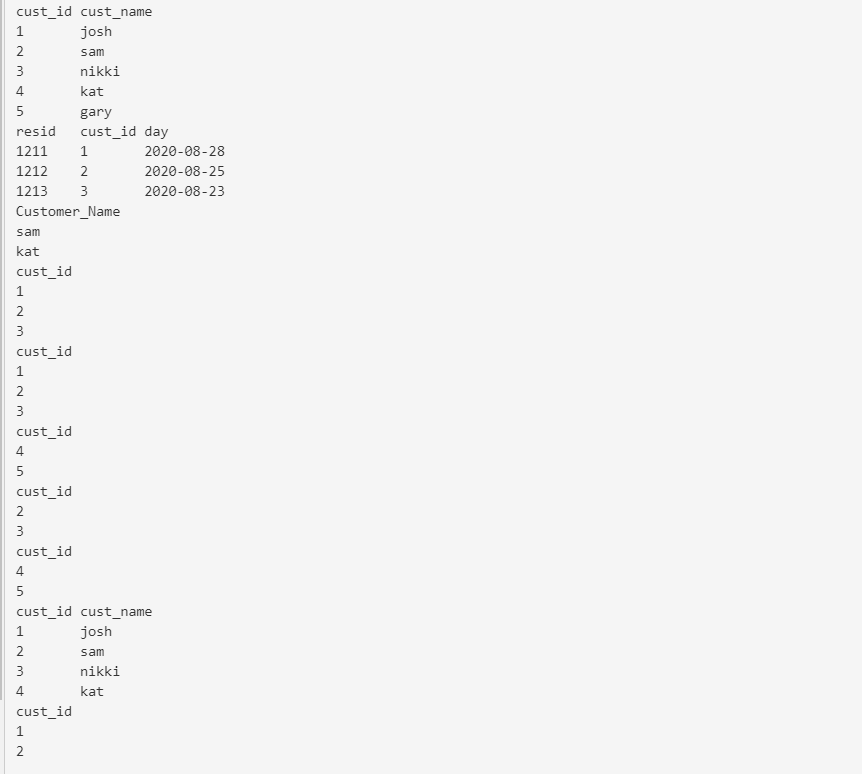 cust_id cust_name
1       josh
2       sam
3       nikki
4       kat
5       gary
resid   cust_id day
1211    1       2020-08-28
1212    2       2020-08-25
1213    3       2020-08-23
Customer_Name
sam
kat
cust_id
1
2
3
cust_id
1
2
3
cust_id
4
5
cust_id
2
3
cust_id
4
5
cust_id cust_name
1       josh
2       sam
3       nikki
4       kat
cust_id
1
2